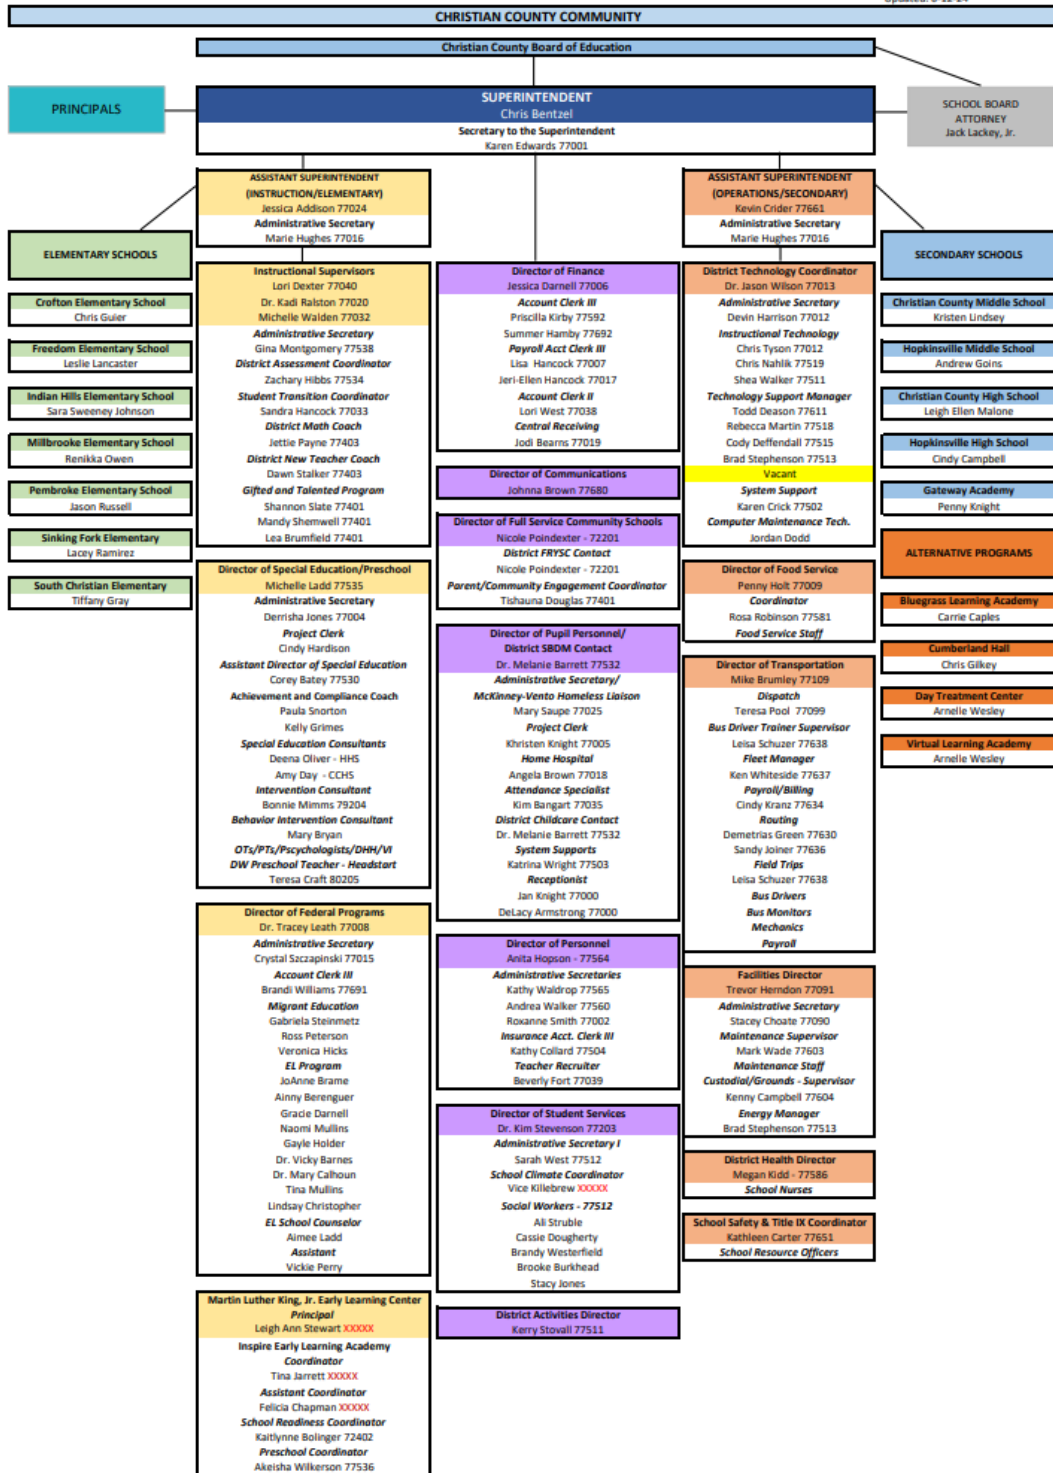 CHRISTIAN COUNTY COMMUNITY
Christian County Board of Education
PRINCIPALS
SUPERINTENDENT
Chris Bentzel
Secretary to the Superintendent
Karen Edwards 77001
SCHOOL BOARD
ATTORNEY
Jack Lackey, Jr.
ASSISTANT SUPERINTENDENT
(INSTRUCTION/ELEMENTARY)
Jessica Addison 77024
Administrative Secretary
Marie Hughes 77016
ASSISTANT SUPERINTENDENT
(OPERATIONS/SECONDARY)
Kevin Crider 77661
Administrative Secretary
Marie Hughes 77016
ELEMENTARY SCHOOLS
Crofton Elementary School
Chris Guier
Freedom Elementary School
Leslie Lancaster
Indian Hills Elementary School
Sara Sweeney Johnson
Millbrooke Elementary School
Renikka Owen
Pembroke Elementary School
Jason Russell
Sinking Fork Elementary
Lacey Ramirez
South Christian Elementary
Tiffany Gray
Instructional Supervisors
Lori Dexter 77040
Dr. Kadi Ralston 77020
Michelle Walden 77032
Administrative Secretary
Gina Montgomery 77538
District Assessment Coordinator
Zachary Hibbs 77534
Student Transition Coordinator
Sandra Hancock 77033
District Math Coach
Jettie Payne 77403
District New Teacher Coach
Dawn Stalker 77403
Gifted and Talented Program
Shannon Slate 77401
Mandy Shemwell 77401
Lea Brumfield 77401
Director of Special Education/Preschool
Michelle Ladd 77535
Administrative Secretary
Derrisha Jones 77004
Project Clerk
Cindy Hardison
Assistant Director of Special Education
Corey Batey 77530
Achievement and Compliance Coach
Paula Snorton
Kelly Grimes
Special Education Consultants
Deena Oliver - HHS
Amy Day - CCHS
Intervention Consultant
Bonnie Mimms 79204
Behavior Intervention Consultant
Mary Bryan
OTs/PTs/Pscychologists/DHH/VI
DW Preschool Teacher - Headstart
Teresa Craft 80205
Director of Federal Programs
Dr. Tracey Leath 77008
Administrative Secretary
Crystal Szczapinski 77015
Account Clerk III
Brandi Williams 77691
Migrant Education
Gabriela Steinmetz
Ross Peterson
Veronica Hicks
EL Program
JoAnne Brame
Ainny Berenguer
Gracie Darnell
Naomi Mullins
Gayle Holder
Dr. Vicky Barnes
Dr. Mary Calhoun
Tina Mullins
Lindsay Christopher
EL School Counselor
Aimee Ladd
Assistant
Vickie Perry
Martin Luther King, Jr. Early Learning Center
Principal
Leigh Ann Stewart XXXXX
Inspire Early Learning Academy
Coordinator
Tina Jarrett XXXXX
Assistant Coordinator
Felicia Chapman XXXXX
School Readiness Coordinator
Kaitlynne Bolinger 72402
Preschool Coordinator
Akeisha Wilkerson 77536
Director of Finance
Jessica Darnell 77006
Account Clerk III
Priscilla Kirby 77592
Summer Hamby 77692
Payroll Acct Clerk III
Lisa Hancock 77007
Jeri-Ellen Hancock 77017
Account Clerk II
Lori West 77038
Central Receiving
Jodi Bearns 77019
Director of Communications
Johnna Brown 77680
Director of Full Service Community Schools
Nicole Poindexter - 72201
District FRYSC Contact
Nicole Poindexter - 72201
Parent/Community Engagement Coordinator
Tishauna Douglas 77401
Director of Pupil Personnel/
District SBDM Contact
Dr. Melanie Barrett 77532
Administrative Secretary/
McKinney-Vento Homeless Liaison
Mary Saupe 77025
Project Clerk
Khristen Knight 77005
Home Hospital
Angela Brown 77018
Attendance Specialist
Kim Bangart 77035
District Childcare Contact
Dr. Melanie Barrett 77532
System Supports
Katrina Wright 77503
Receptionist
Jan Knight 77000
DeLacy Armstrong 77000
Director of Personnel
Anita Hopson - 77564
Administrative Secretaries
Kathy Waldrop 77565
Andrea Walker 77560
Roxanne Smith 77002
Insurance Acct. Clerk III
Kathy Collard 77504
Teacher Recruiter
Beverly Fort 77039
Director of Student Services
Dr. Kim Stevenson 77203
Administrative Secretary I
Sarah West 77512
School Climate Coordinator
Vice Killebrew XXXXX
Social Workers - 77512
Ali Struble
Cassie Dougherty
Brandy Westerfield
Brooke Burkhead
Stacy Jones
District Activities Director
Kerry Stovall 77511
District Technology Coordinator
Dr. Jason Wilson 77013
Administrative Secretary
Devin Harrison 77012
Instructional Technology
Chris Tyson 77012
Chris Nahlik 77519
Shea Walker 77511
Technology Support Manager
Todd Deason 77611
Rebecca Martin 77518
Cody Deffendall 77515
Brad Stephenson 77513
Vacant
System Support
Karen Crick 77502
Computer Maintenance Tech.
Jordan Dodd
Director of Food Service
Penny Holt 77009
Coordinator
Rosa Robinson 77581
Food Service Staff
Director of Transportation
Mike Brumley 77109
Dispatch
Teresa Pool 77099
Bus Driver Trainer Supervisor
Leisa Schuzer 77638
Fleet Manager
Ken Whiteside 77637
Payroll/Billing
Cindy Kranz 77634
Routing
Demetrias Green 77630
Sandy Joiner 77636
Field Trips
Leisa Schuzer 77638
Bus Drivers
Bus Monitors
Mechanics
Payroll
Facilities Director
Trevor Herndon 77091
Administrative Secretary
Stacey Choate 77090
Maintenance Supervisor
Mark Wade 77603
Maintenance Staff
Custodial/Grounds - Supervisor
Kenny Campbell 77604
Energy Manager
Brad Stephenson 77513
District Health Director
Megan Kidd - 77586
School Nurses
School Safety & Title IX Coordinator
Kathleen Carter 77651
School Resource Officers
SECONDARY SCHOOLS
Christian County Middle School
Kristen Lindsey
Hopkinsville Middle School
Andrew Goins
Christian County High School
Leigh Ellen Malone
Hopkinsville High School
Cindy Campbell
Gateway Academy
Penny Knight
ALTERNATIVE PROGRAMS
Bluegrass Learning Academy
Carrie Caples
Cumberland Hall
Chris Gilkey
Day Treatment Center
Arnelle Wesley
Virtual Learning Academy
Arnelle Wesley